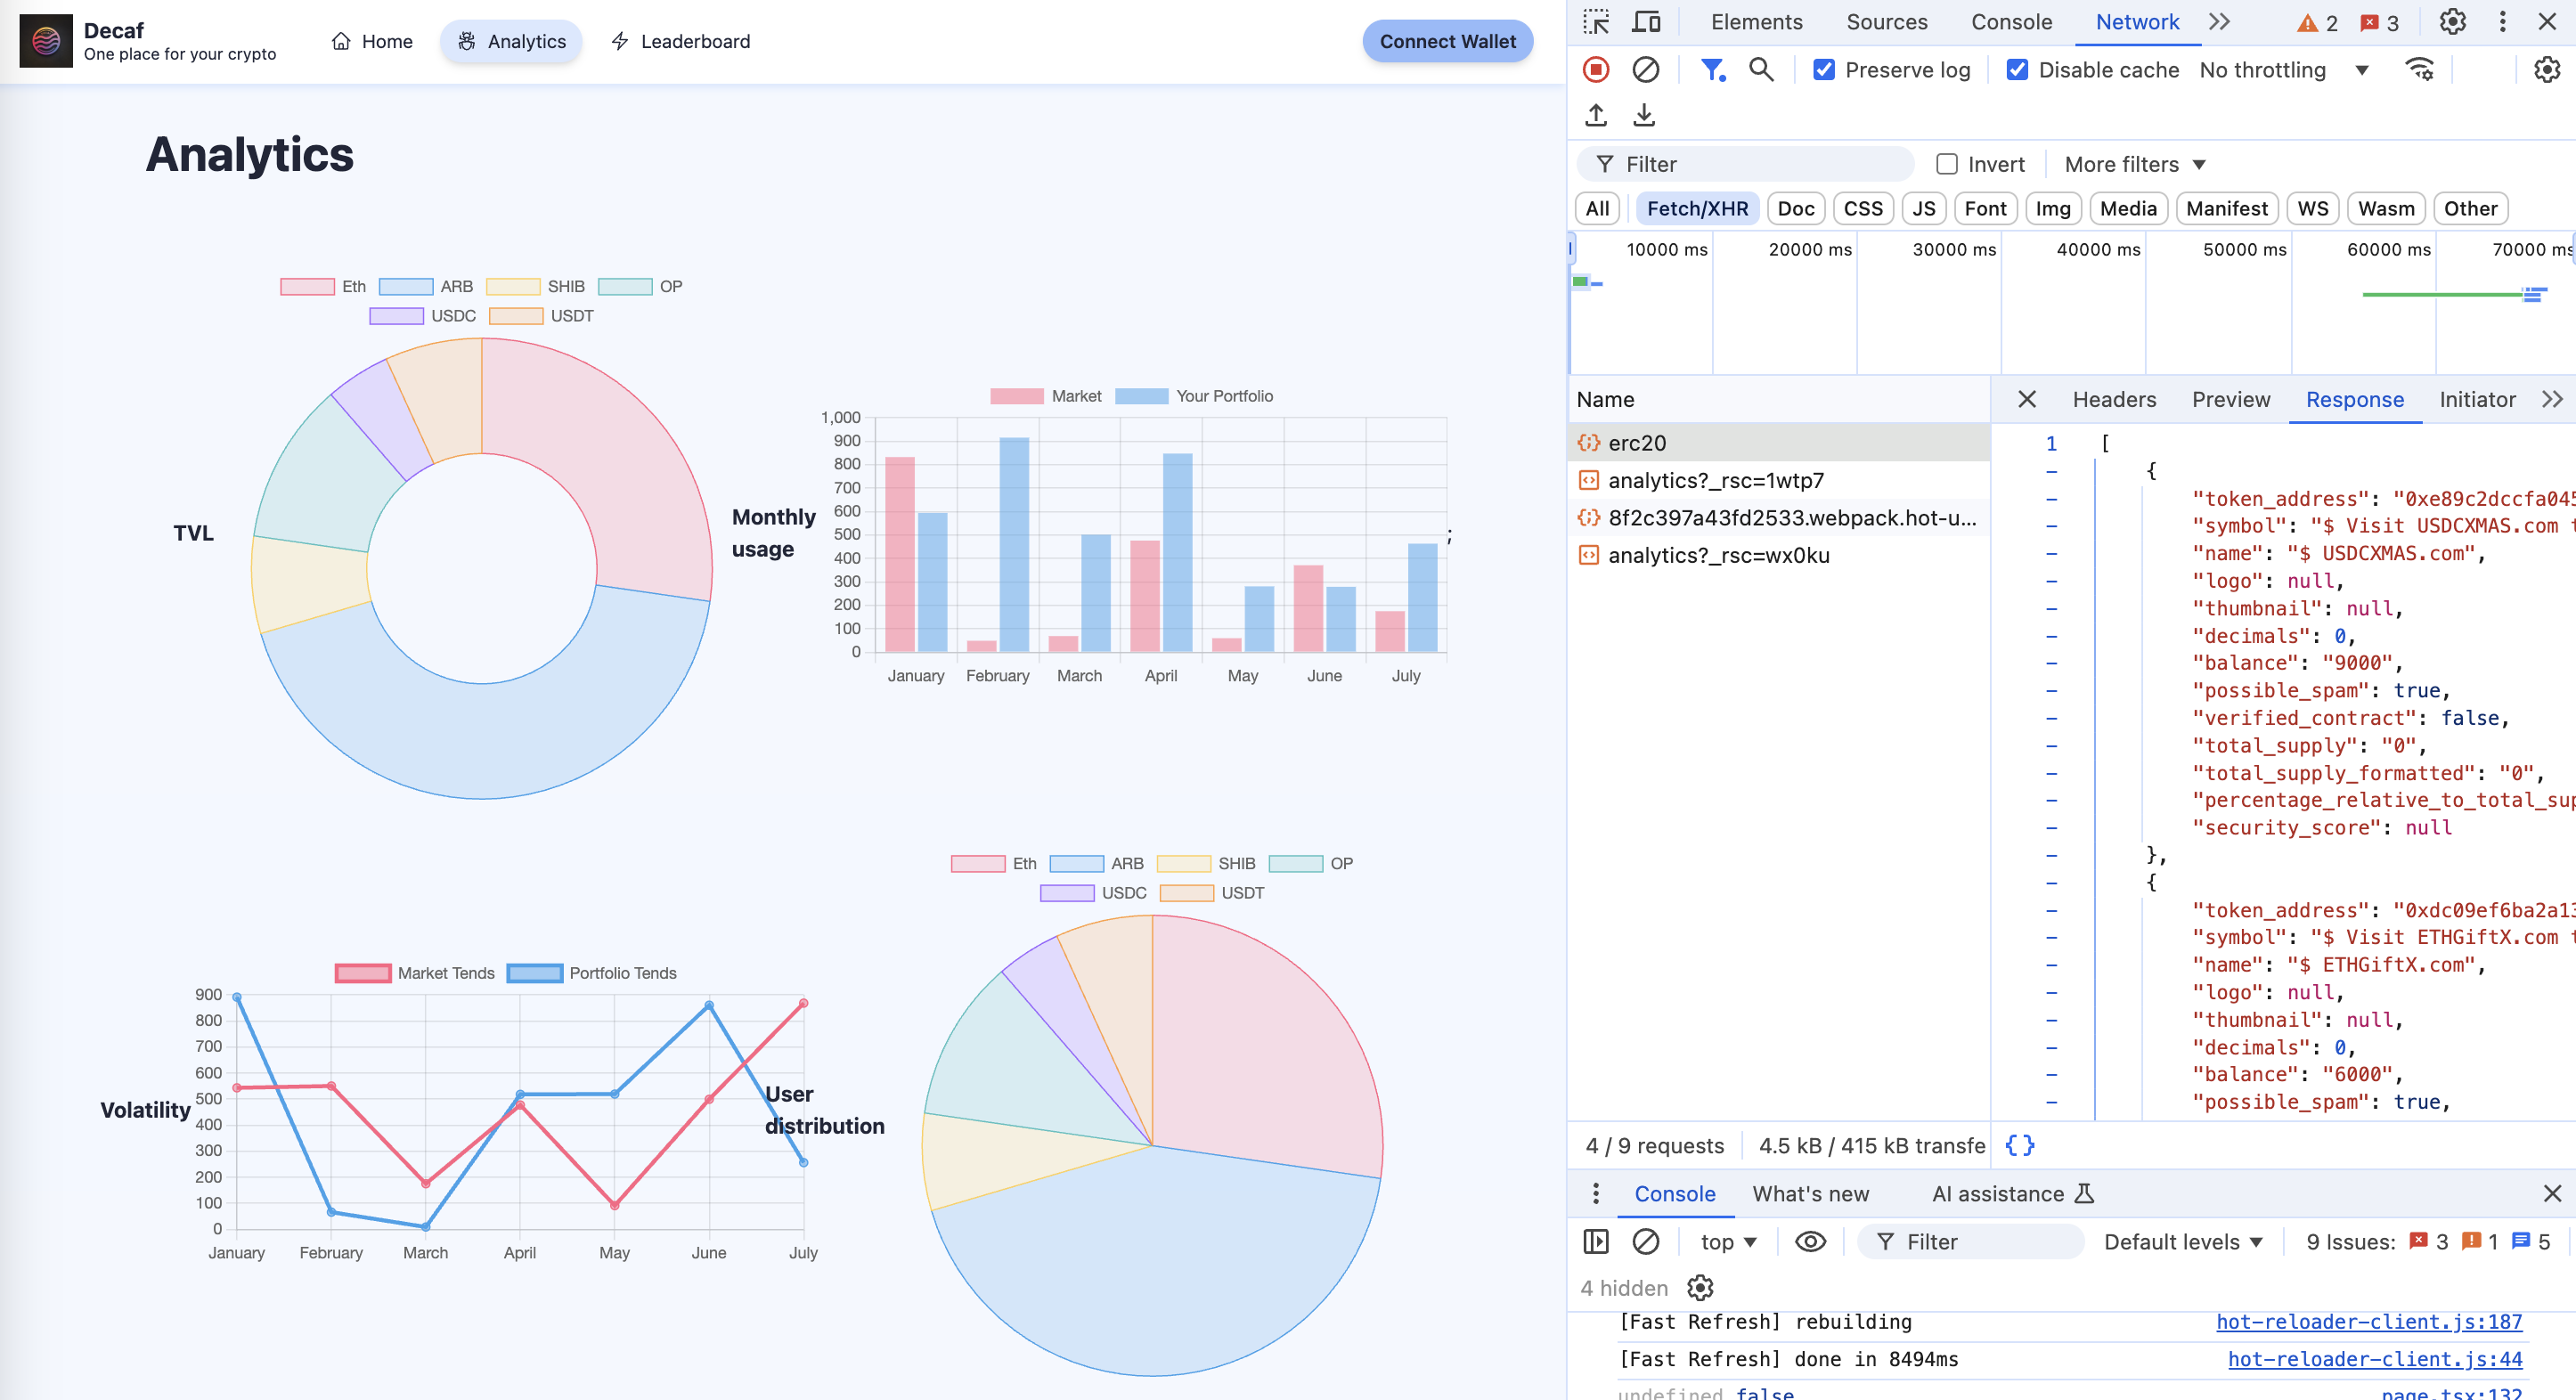 Decaf
One place for your crypto
Home
Analytics
Leaderboard
Connect Wallet
Analytics
Eth ARB SHIB OP
USDC USDT
TVL
Market Your Portfolio
Monthly
usage
1,000
900
800
700
600
500
400
300
200
100
0
January February March April May June July
;
Market Tends Portfolio Tends
Volatility
900
800
700
600
500
400
300
200
100
0
January February March April May June July
Eth ARB SHIB OP
USDC USDT
User
distribution
Elements Sources Console Network 2 3
Preserve log Disable cache No throttling
Filter Invert More filters
All Fetch/XHR Doc CSS JS Font Img Media Manifest WS Wasm Other
10000 ms 20000 ms 30000 ms 40000 ms 50000 ms 60000 ms 70000 ms
Name
erc20
analytics?_rsc=1wtp7
8f2c397a43fd2533.webpack.hot-u...
analytics?_rsc=wx0ku
4 / 9 requests 4.5 kB / 415 kB transfe
Headers Preview Response Initiator
1 [
{
"token_address": "0xe89c2dccfa045
"symbol": "$ Visit USDCXMAS.com t
"name": "$ USDCXMAS.com",
"logo": null,
"thumbnail": null,
"decimals": 0,
"balance": "9000",
"possible_spam": true,
"verified_contract": false,
"total_supply": "0",
"total_supply_formatted": "0",
"percentage_relative_to_total_sup
"security_score": null
},
{
"token_address": "0xdc09ef6ba2a13
"symbol": "$ Visit ETHGiftX.com t
"name": "$ ETHGiftX.com",
"logo": null,
"thumbnail": null,
"decimals": 0,
"balance": "6000",
"possible_spam": true,
{}
Console What's new AI assistance
top Filter Default levels 9 Issues: 3 1 5
4 hidden
[Fast Refresh] rebuilding hot-reloader-client.js:187
[Fast Refresh] done in 8494ms hot-reloader-client.js:44
undefined false page.tsx:132